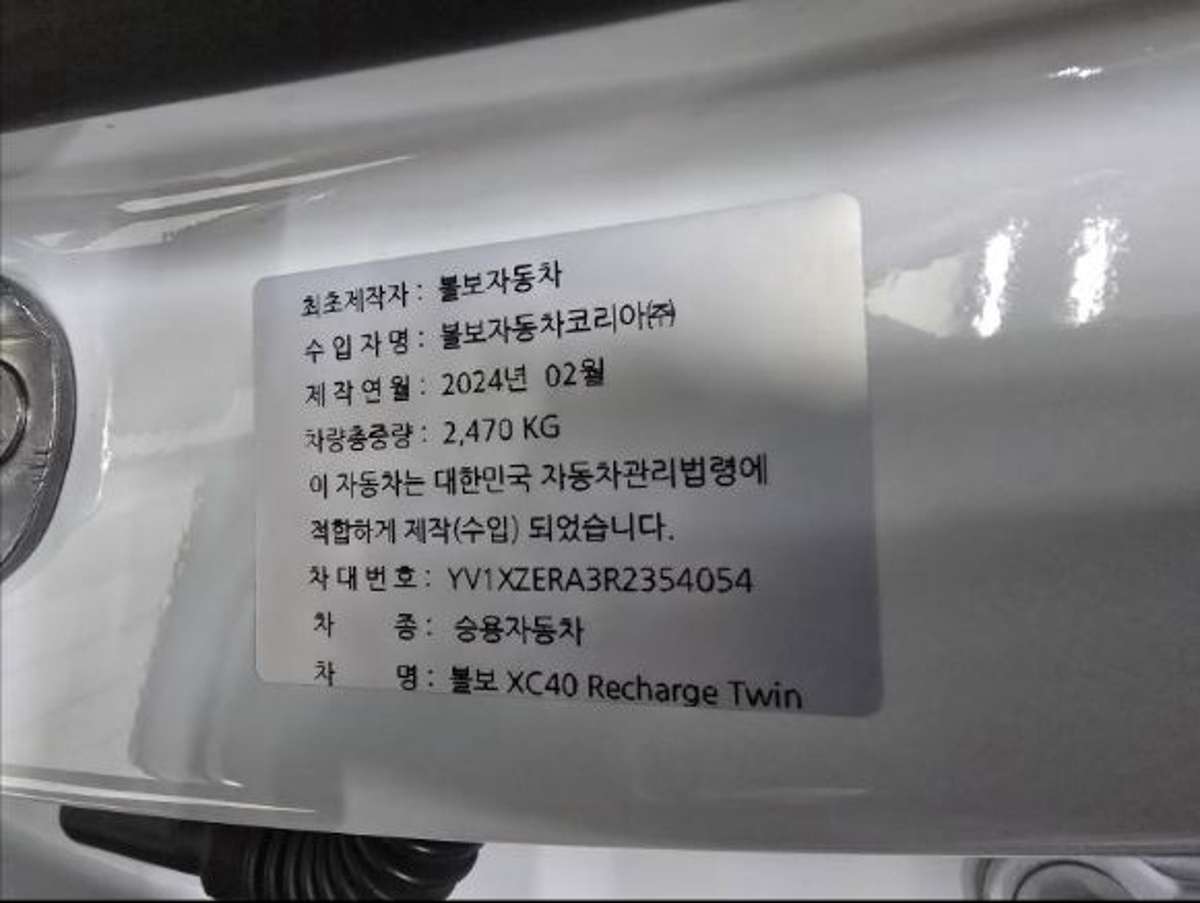 최초제작자 : 볼보자동차
수 입 자 명 : 볼보자동차코리아㈜
제 작 연 월 : 2024년 02월
차량총중량 : 2,470 KG
이 자동차는 대한민국 자동차관리법령에
적합하게 제작(수입) 되었습니다.
차 대 번 호 : YV1XZERA3R2354054
차 종 : 승용자동차
차 명 : 볼보 XC40 Recharge Twin